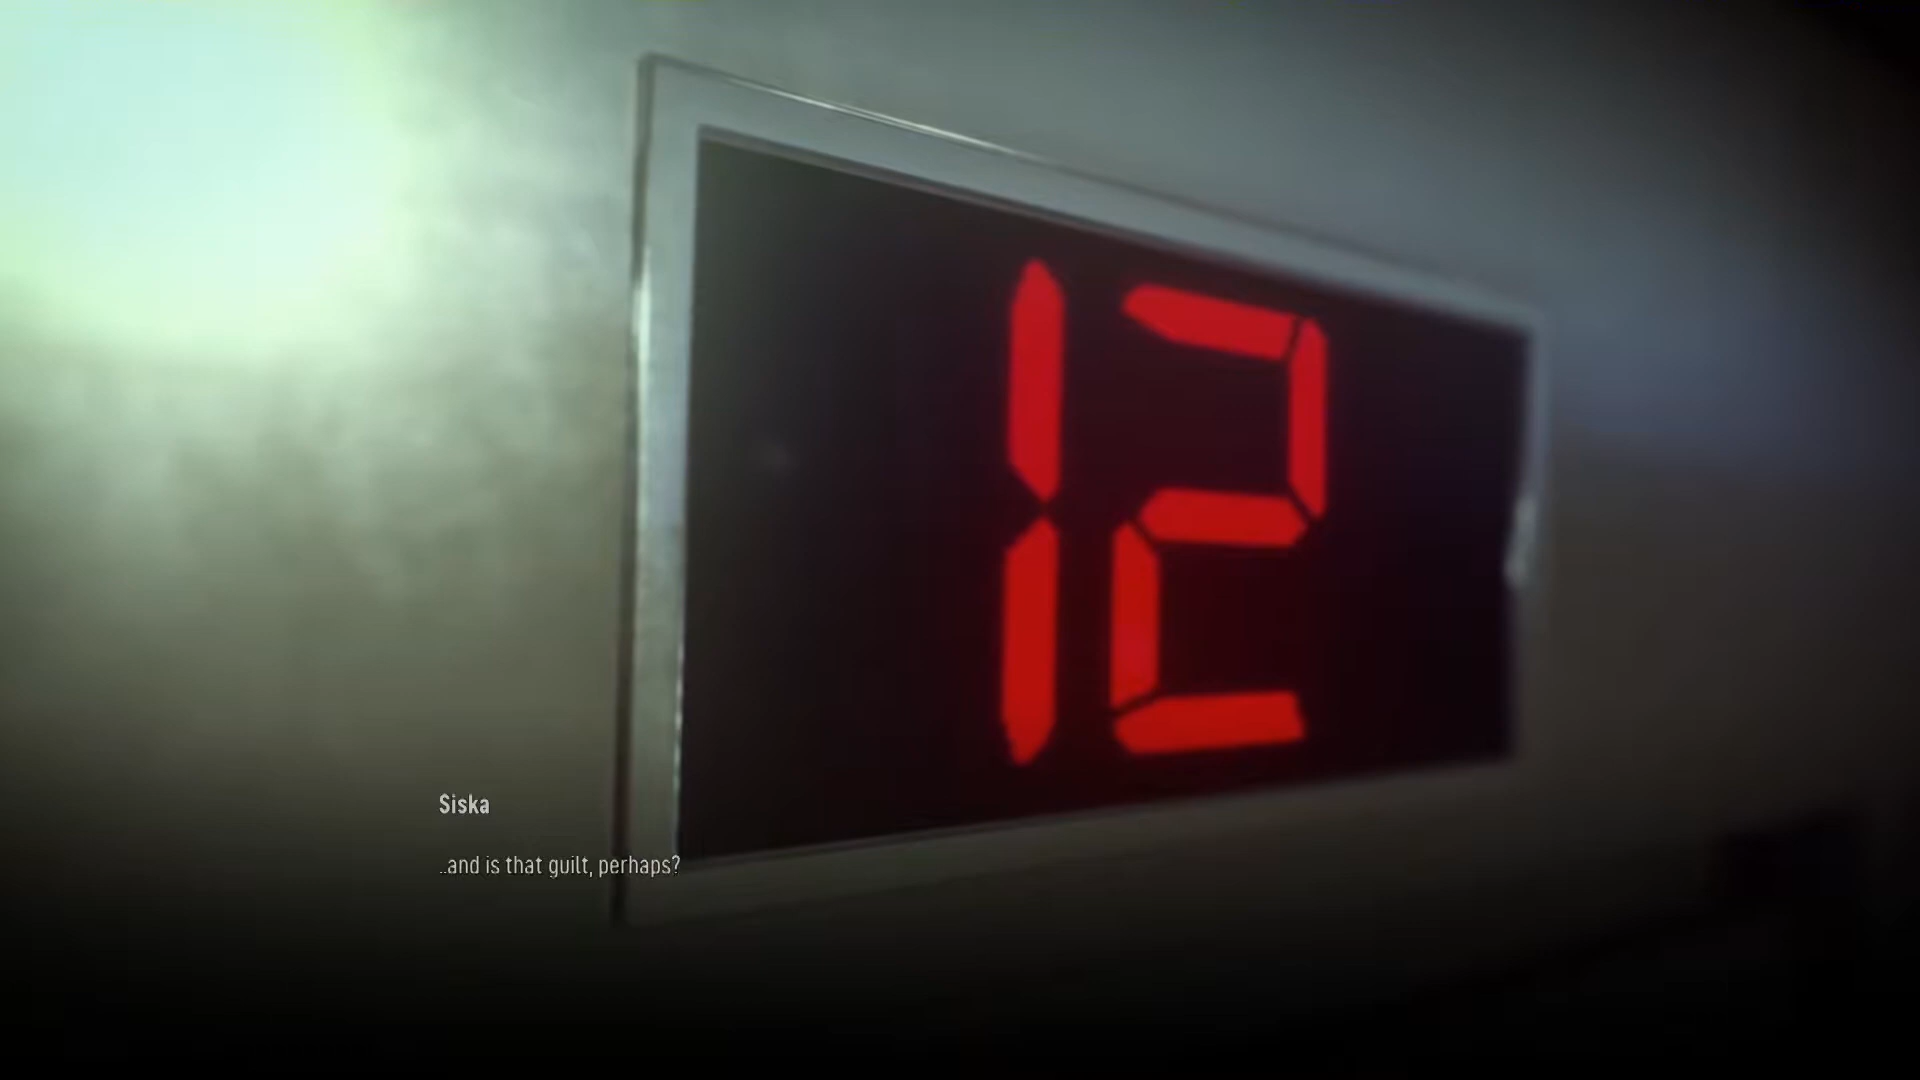 12
Siska
..and is that guilt, perhaps?